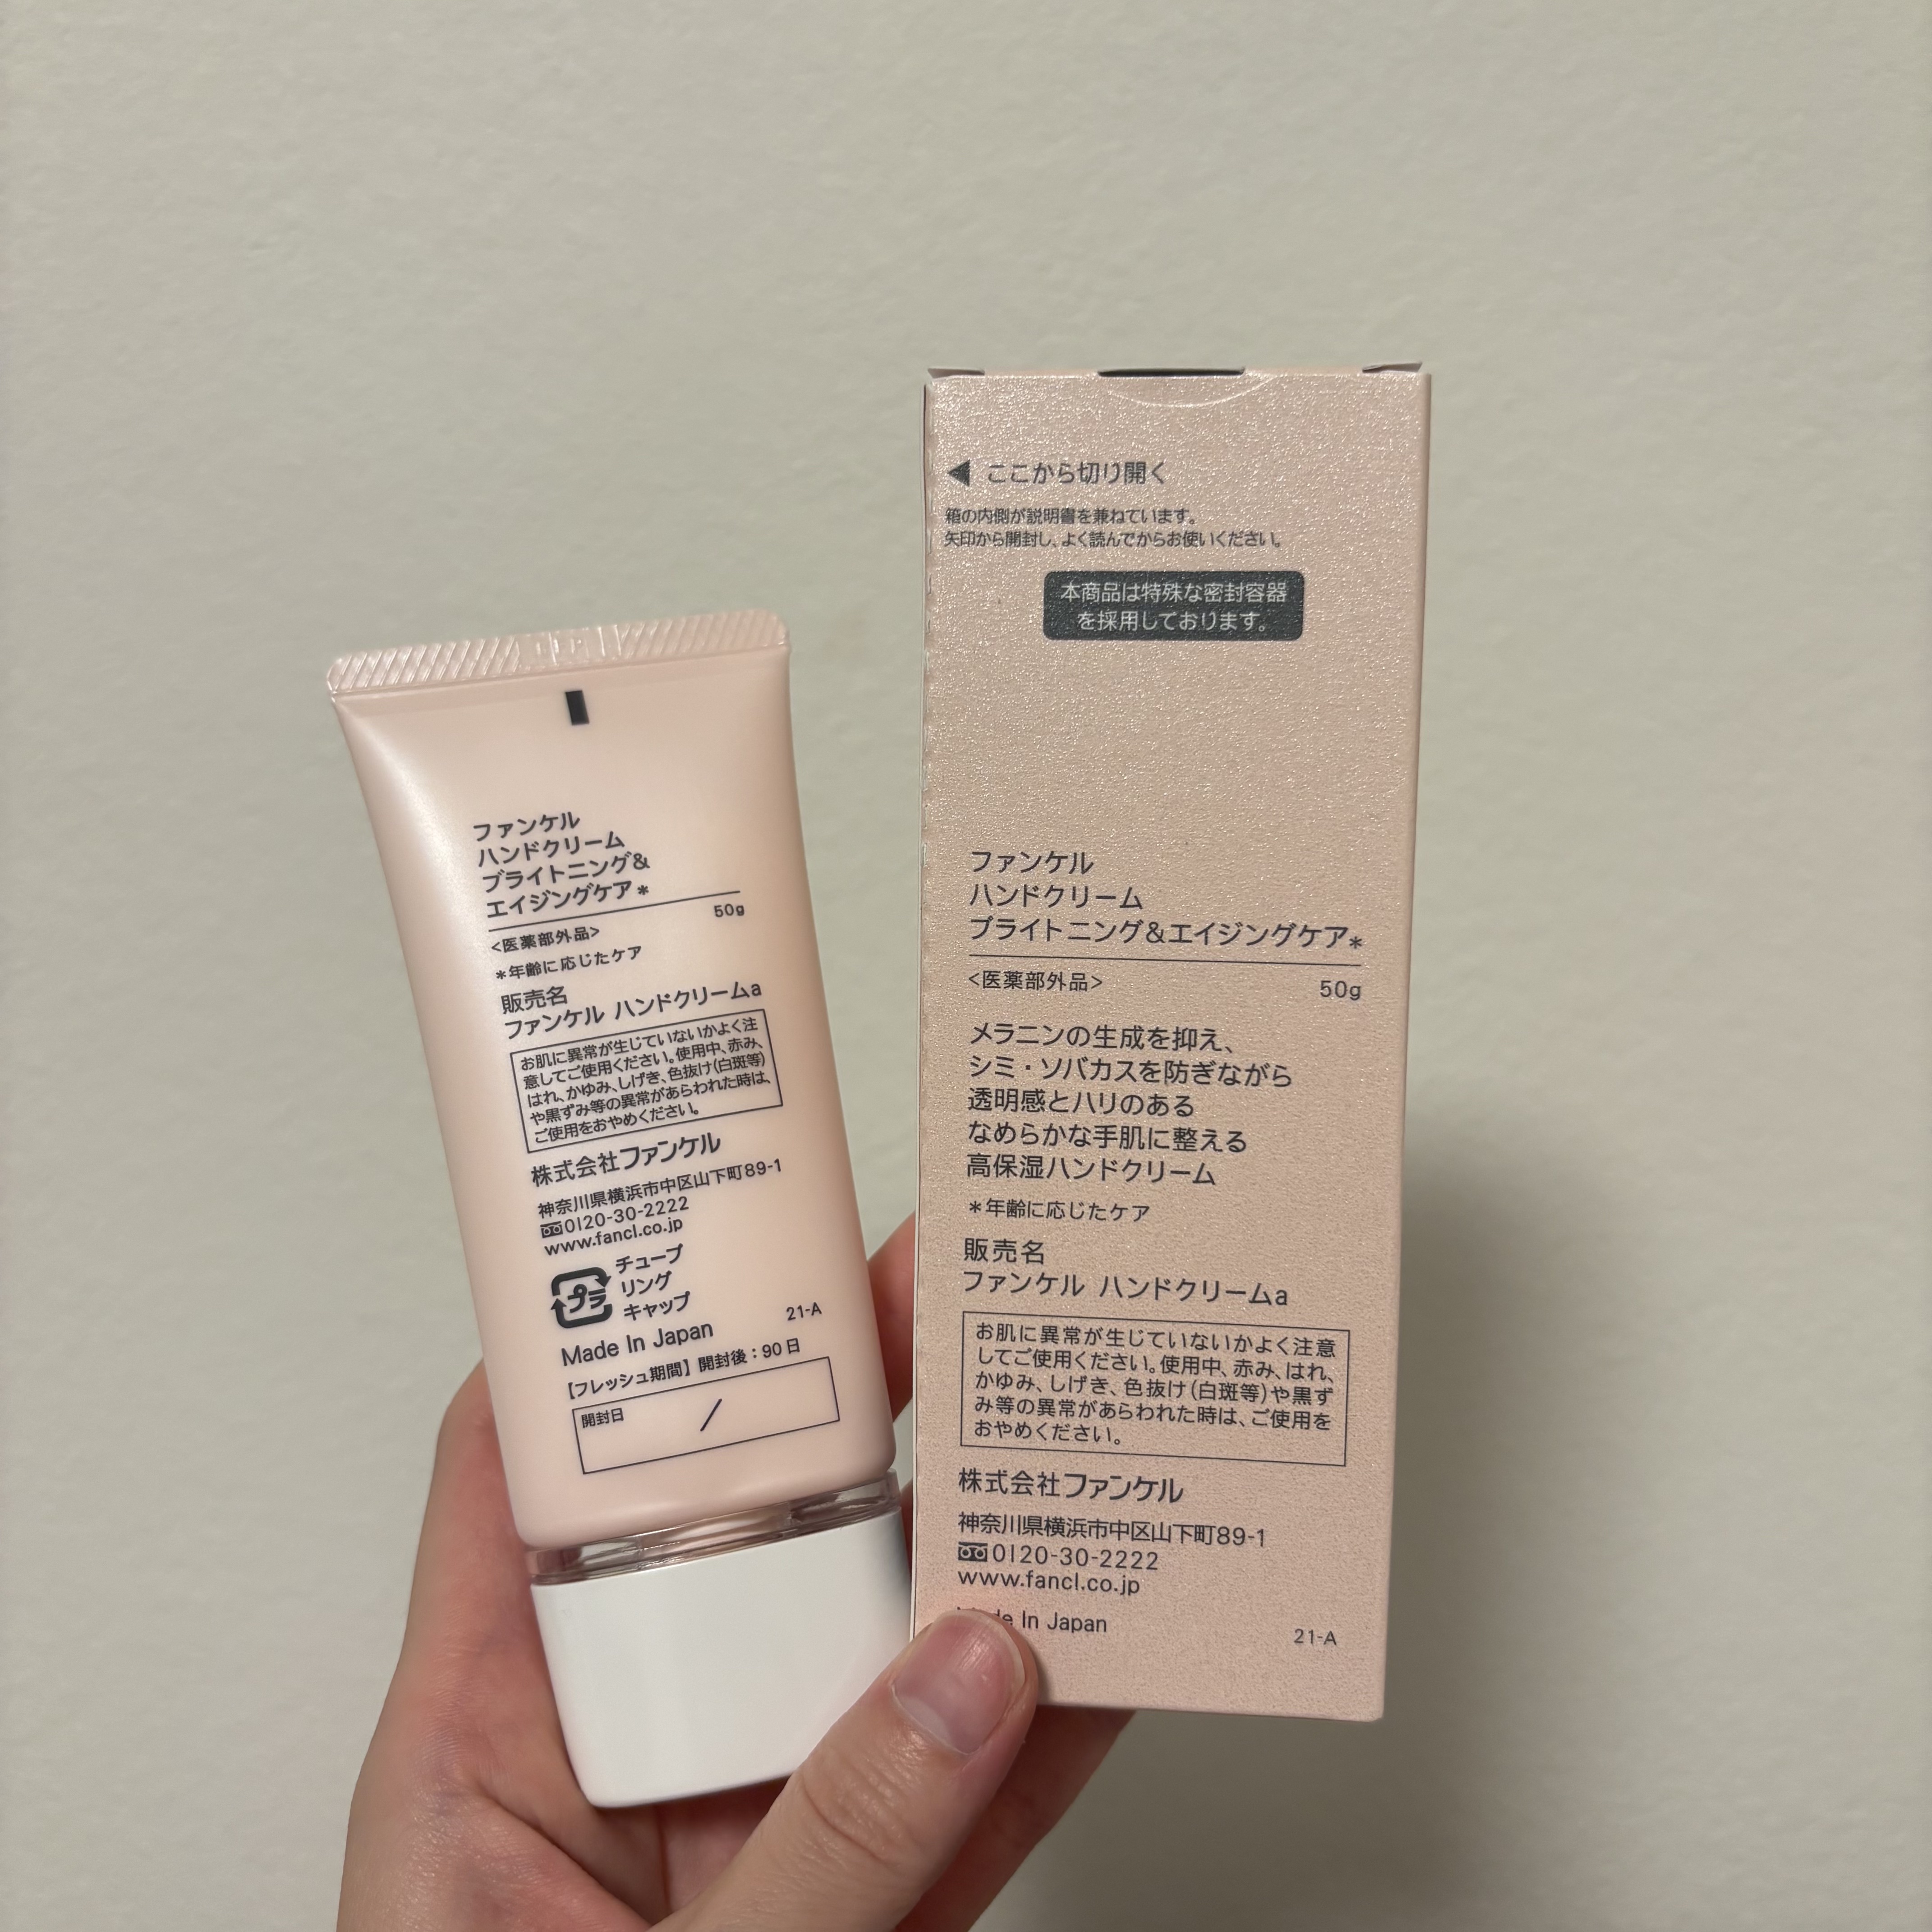 ファンケル
ハンドクリーム
ブライトニング&
エイジングケア*
50g
<医薬部外品>
*年齢に応じたケア
販売名
ファンケル ハンドクリームa
お肌に異常が生じていないかよく注
意してご使用ください。使用中、赤み、
はれ、かゆみ、しげき、色抜け(白斑等)
や黒ずみ等の異常があらわれた時は、
ご使用をおやめください。
株式会社ファンケル
神奈川県横浜市中区山下町89-1
0120-30-2222
www.fancl.co.jp
プラ
チューブ
リング
キャップ
21-A
Made In Japan
【フレッシュ期間】開封後:90日
開封日 /
◀ ここから切り開く
箱の内側が説明書を兼ねています。
矢印から開封し、よく読んでからお使いください。
本商品は特殊な密封容器
を採用しております。
ファンケル
ハンドクリーム
ブライトニング&エイジングケア*
<医薬部外品>
50g
メラニンの生成を抑え、
シミ・ソバカスを防ぎながら
透明感とハリのある
なめらかな手肌に整える
高保湿ハンドクリーム
*年齢に応じたケア
販売名
ファンケル ハンドクリームa
お肌に異常が生じていないかよく注意
してご使用ください。使用中、赤み、はれ、
かゆみ、しげき、色抜け(白斑等)や黒ず
み等の異常があらわれた時は、ご使用を
おやめください。
株式会社ファンケル
神奈川県横浜市中区山下町89-1
0120-30-2222
www.fancl.co.jp
Made In Japan
21-A